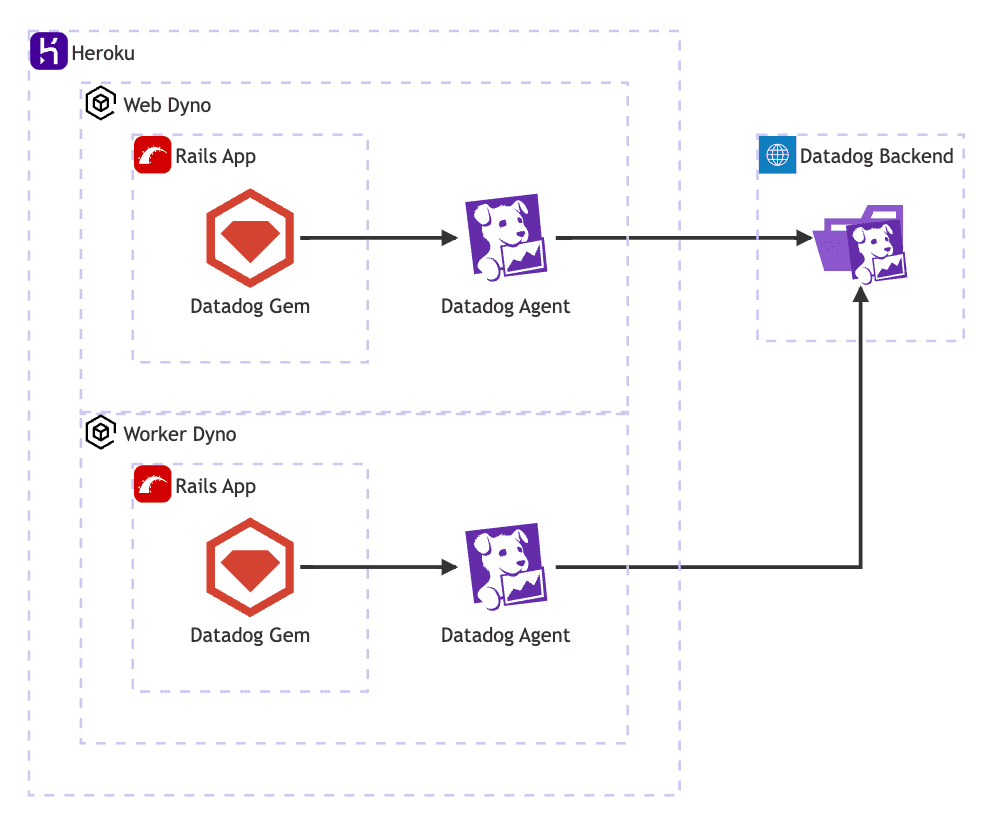 Heroku
Web Dyno
Rails App
Datadog Backend
Datadog Gem
Datadog Agent
Worker Dyno
Rails App
Datadog Gem
Datadog Agent